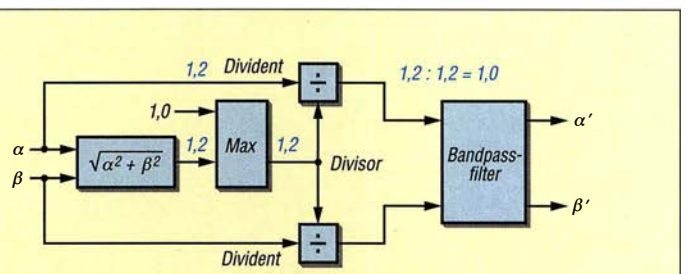 1,2 Divident
÷
1,2 : 1,2 = 1,0
1,0
Max
α
√α² + β²
1,2
1,2
Divisor
β
Bandpass-
filter
α′
β′
÷
Divident